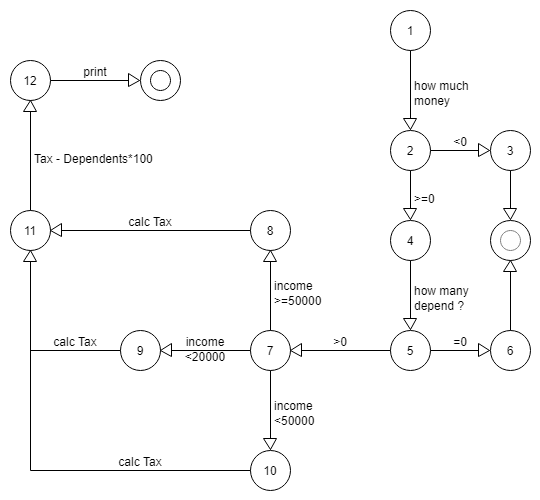 1
12
print
how much
money
2
<0
3
Tax - Dependents*100
>=0
11
calc Tax
8
4
income
>=50000
how many
depend ?
calc Tax
9
income
<20000
7
>0
5
=0
6
income
<50000
calc Tax
10